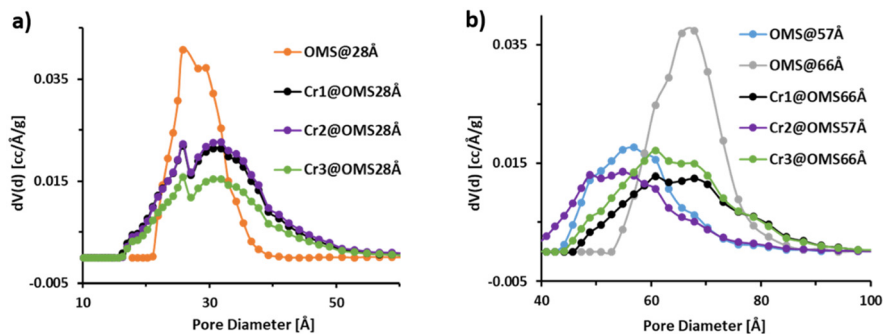 a)
dV(d) [cc/Å/g]
0.035
0.015
-0.005
10
30
50
Pore Diameter [Å]
OMS@28Å
Cr1@OMS28Å
Cr2@OMS28Å
Cr3@OMS28Å
b)
dV(d) [cc/Å/g]
0.035
0.015
-0.005
40
60
80
100
Pore Diameter [Å]
OMS@57Å
OMS@66Å
Cr1@OMS66Å
Cr2@OMS57Å
Cr3@OMS66Å